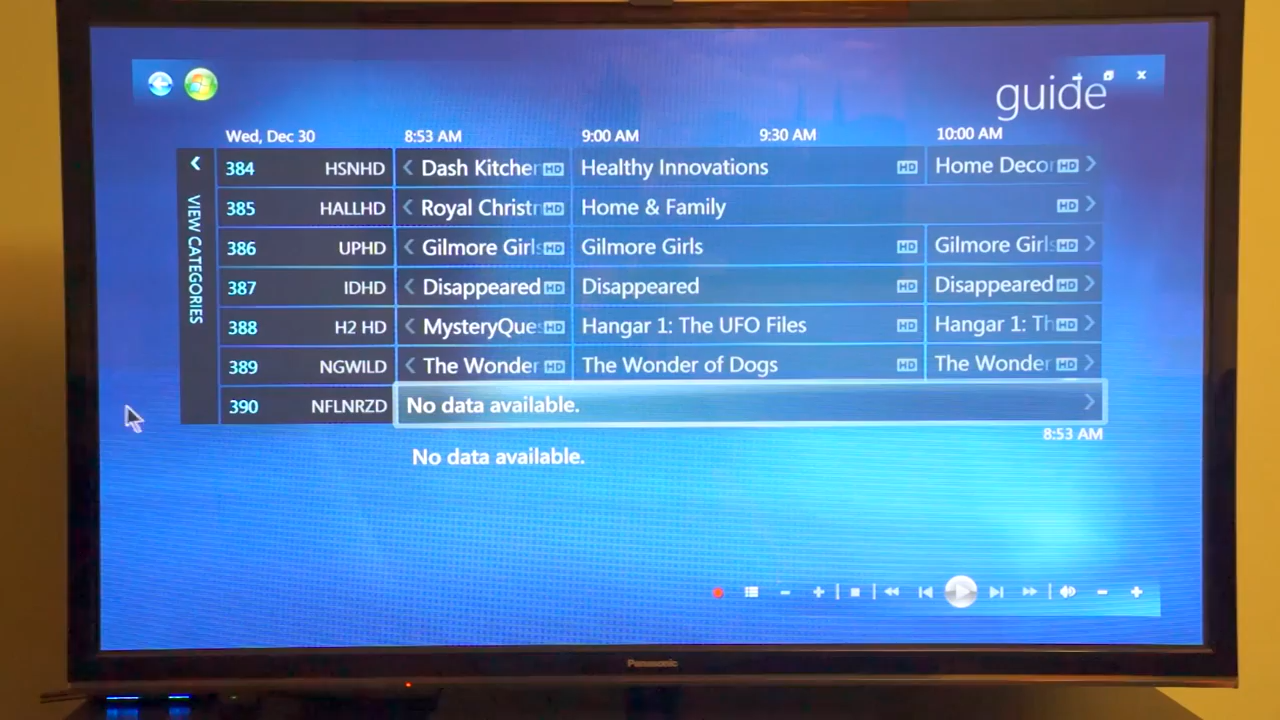 guide
Wed, Dec 30 8:53 AM 9:00 AM 9:30 AM 10:00 AM
VIEW CATEGORIES
384 HSNHD Dash Kitchen HD Healthy Innovations HD Home Decor HD
385 HALLHD Royal Christm HD Home & Family HD
386 UPHD Gilmore Girls HD Gilmore Girls HD Gilmore Girls HD
387 IDHD Disappeared HD Disappeared HD Disappeared HD
388 H2 HD MysteryQues HD Hangar 1: The UFO Files HD Hangar 1: Th HD
389 NGWILD The Wonder HD The Wonder of Dogs HD The Wonder HD
390 NFLNRZD No data available.
8:53 AM
No data available.
Panasonic